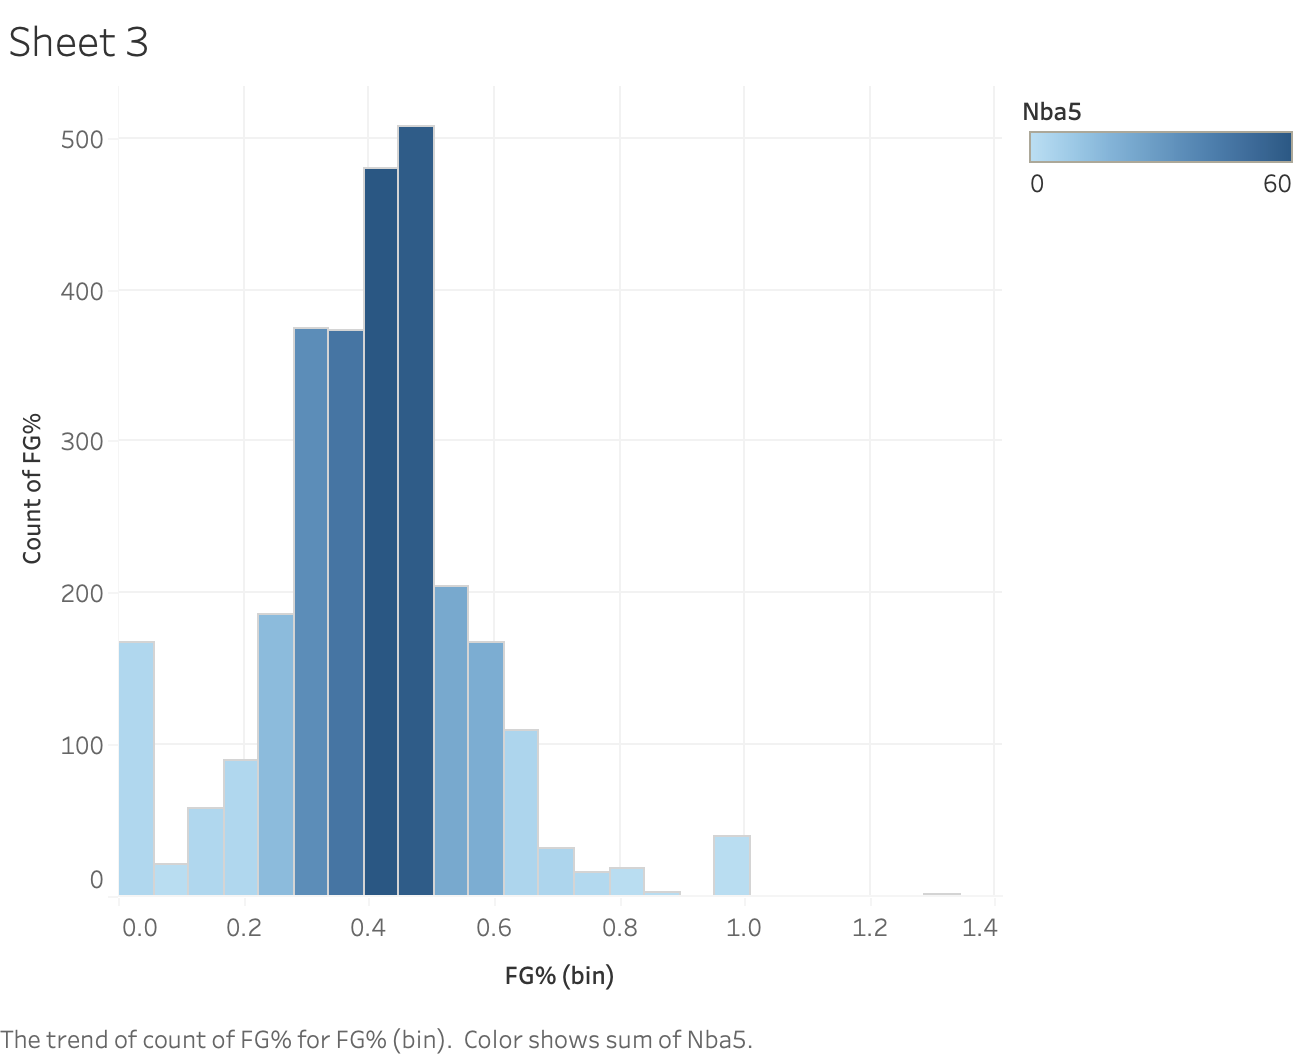 Sheet 3
Nba5
0 60
500
400
300
200
100
0
Count of FG%
0.0 0.2 0.4 0.6 0.8 1.0 1.2 1.4
FG% (bin)
The trend of count of FG% for FG% (bin).  Color shows sum of Nba5.